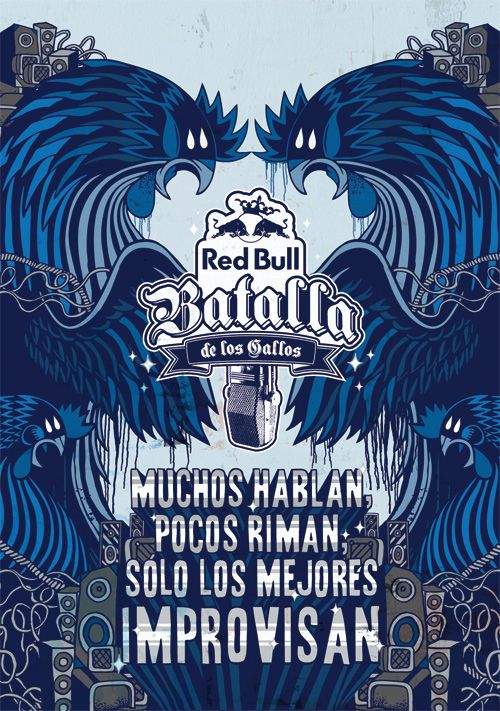 Red Bull
Batalla
de los Gallos
MUCHOS HABLAN,
POCOS RIMAN,
SOLO LOS MEJORES
IMPROVISAN